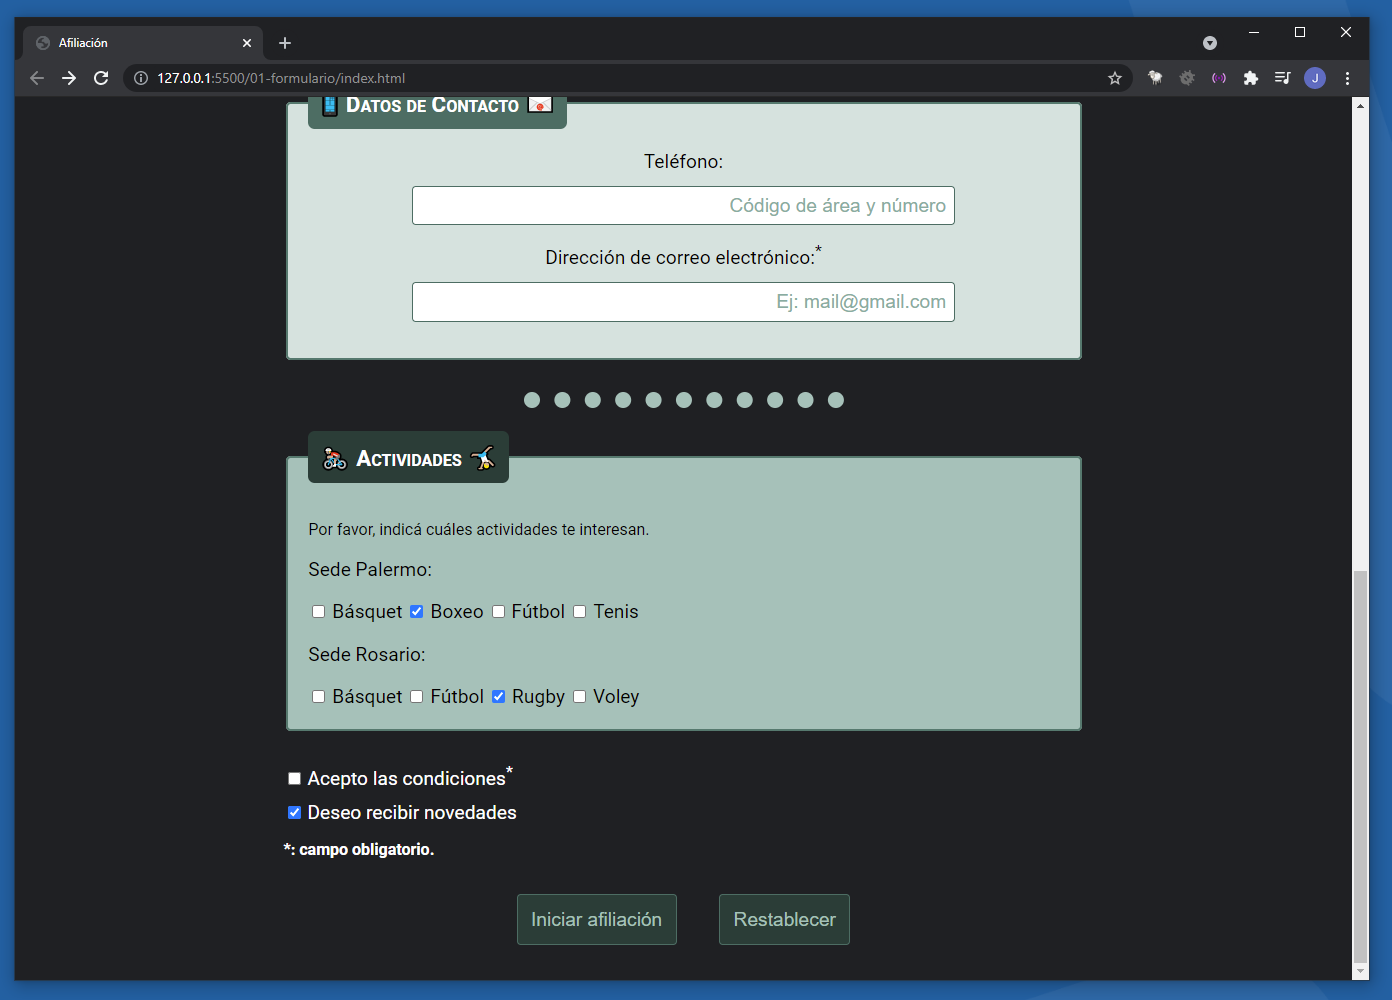 Afiliación
127.0.0.1:5500/01-formulario/index.html
J
Datos de Contacto
Teléfono:
Código de área y número
Dirección de correo electrónico:*
Ej: mail@gmail.com
Actividades
Por favor, indicá cuáles actividades te interesan.
Sede Palermo:
Básquet Boxeo Fútbol Tenis
Sede Rosario:
Básquet Fútbol Rugby Voley
Acepto las condiciones*
Deseo recibir novedades
*: campo obligatorio.
Iniciar afiliación Restablecer